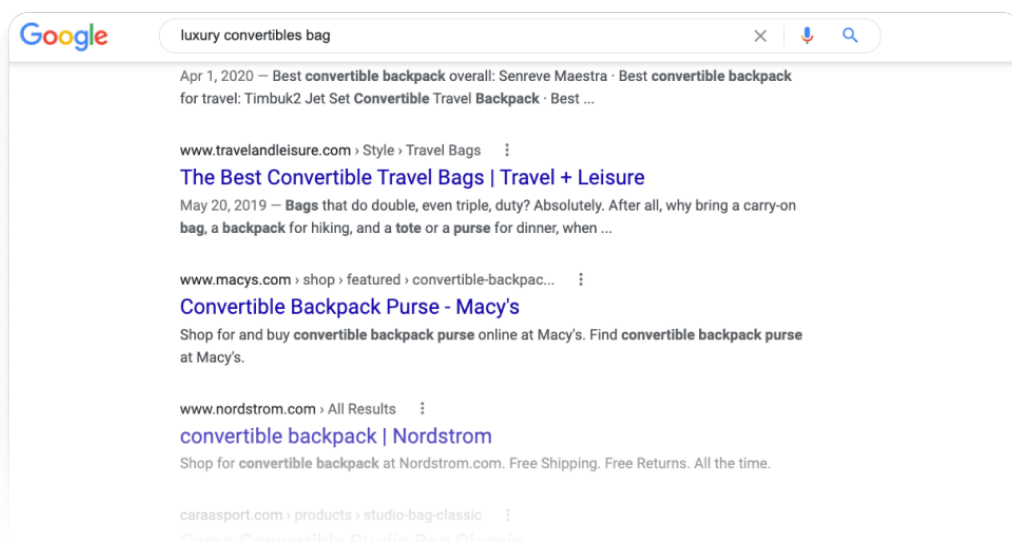 Google
luxury convertibles bag
Apr 1, 2020 — Best convertible backpack overall: Senreve Maestra · Best convertible backpack
for travel: Timbuk2 Jet Set Convertible Travel Backpack · Best ...
www.travelandleisure.com › Style › Travel Bags
The Best Convertible Travel Bags | Travel + Leisure
May 20, 2019 — Bags that do double, even triple, duty? Absolutely. After all, why bring a carry-on
bag, a backpack for hiking, and a tote or a purse for dinner, when ...
www.macys.com › shop › featured › convertible-backpac...
Convertible Backpack Purse - Macy's
Shop for and buy convertible backpack purse online at Macy's. Find convertible backpack purse
at Macy's.
www.nordstrom.com › All Results
convertible backpack | Nordstrom
Shop for convertible backpack at Nordstrom.com. Free Shipping. Free Returns. All the time.
caraasport.com › products › studio-bag-classic
Caraa Convertible Studio Bag Classic